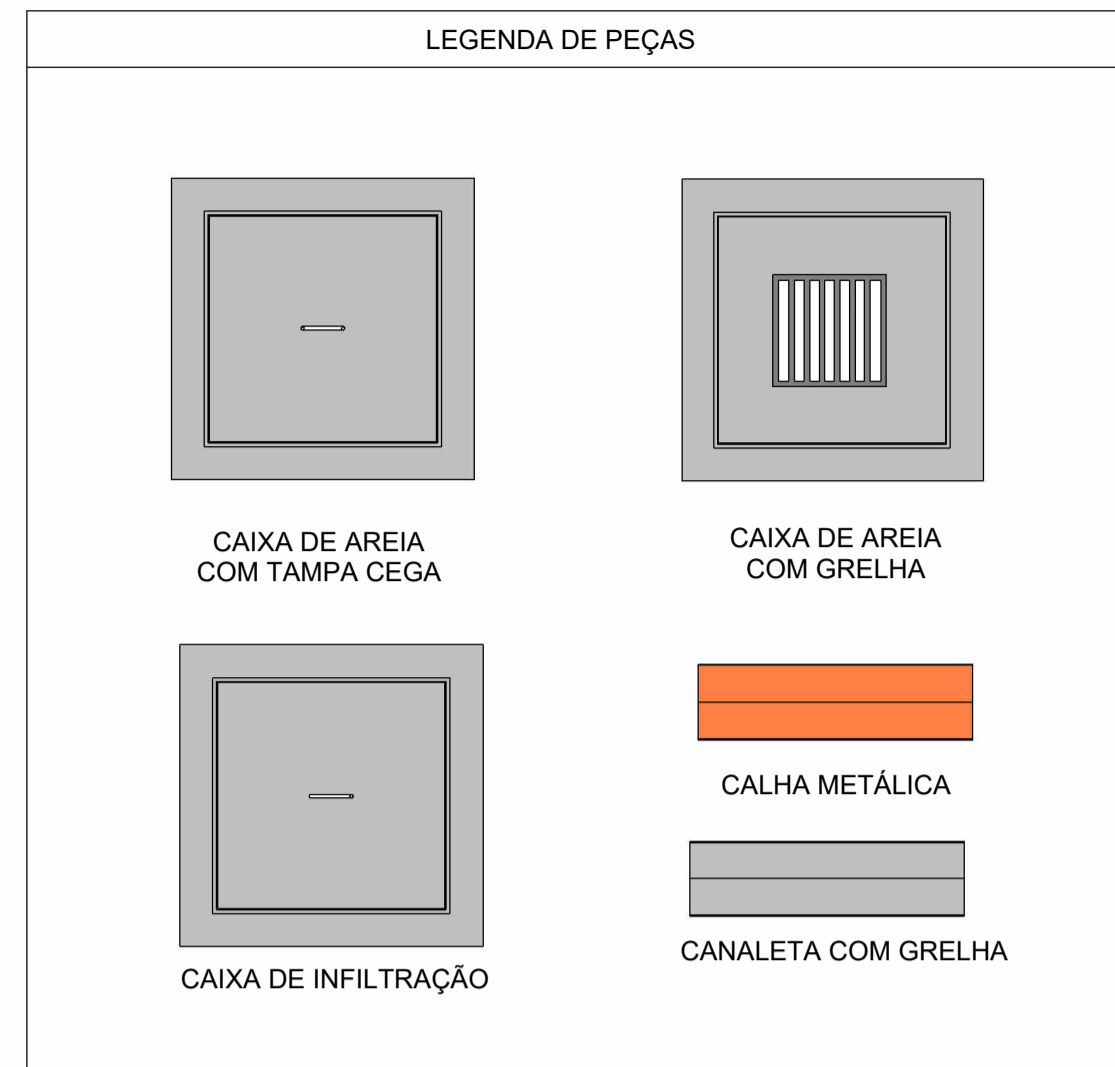 LEGENDA DE PEÇAS
CAIXA DE AREIA
COM TAMPA CEGA
CAIXA DE AREIA
COM GRELHA
CALHA METÁLICA
CAIXA DE INFILTRAÇÃO
CANALETA COM GRELHA